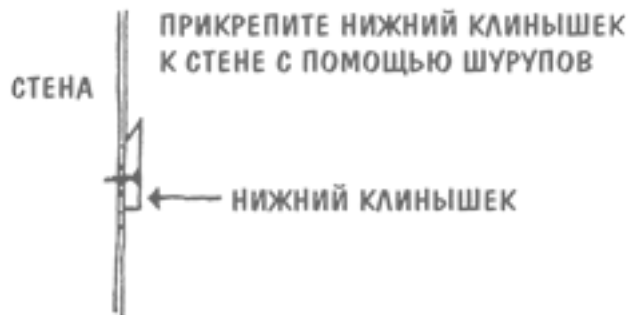 ПРИКРЕПИТЕ НИЖНИЙ КЛИНЫШЕК
К СТЕНЕ С ПОМОЩЬЮ ШУРУПОВ
СТЕНА
НИЖНИЙ КЛИНЫШЕК